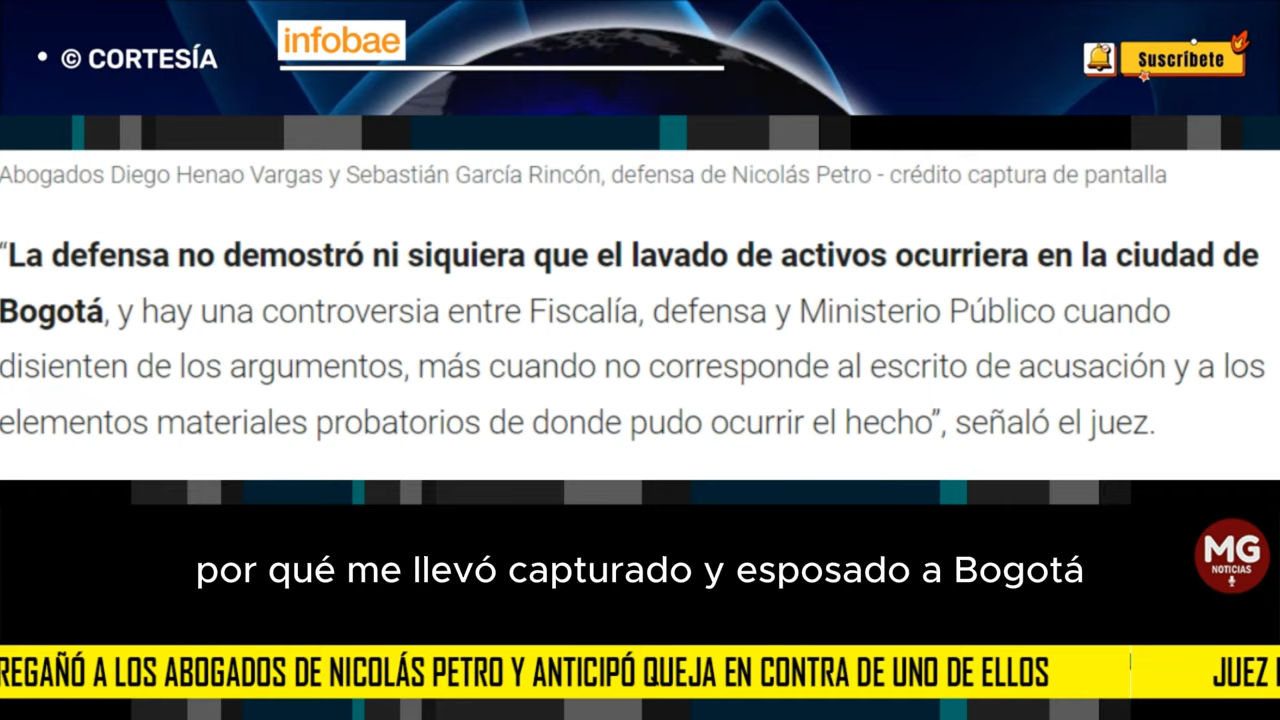 • © CORTESÍA
infobae
Suscríbete
Abogados Diego Henao Vargas y Sebastián García Rincón, defensa de Nicolás Petro - crédito captura de pantalla
“La defensa no demostró ni siquiera que el lavado de activos ocurriera en la ciudad de
Bogotá, y hay una controversia entre Fiscalía, defensa y Ministerio Público cuando
disienten de los argumentos, más cuando no corresponde al escrito de acusación y a los
elementos materiales probatorios de donde pudo ocurrir el hecho”, señaló el juez.
por qué me llevó capturado y esposado a Bogotá
MG
NOTICIAS
REGAÑÓ A LOS ABOGADOS DE NICOLÁS PETRO Y ANTICIPÓ QUEJA EN CONTRA DE UNO DE ELLOS JUEZ